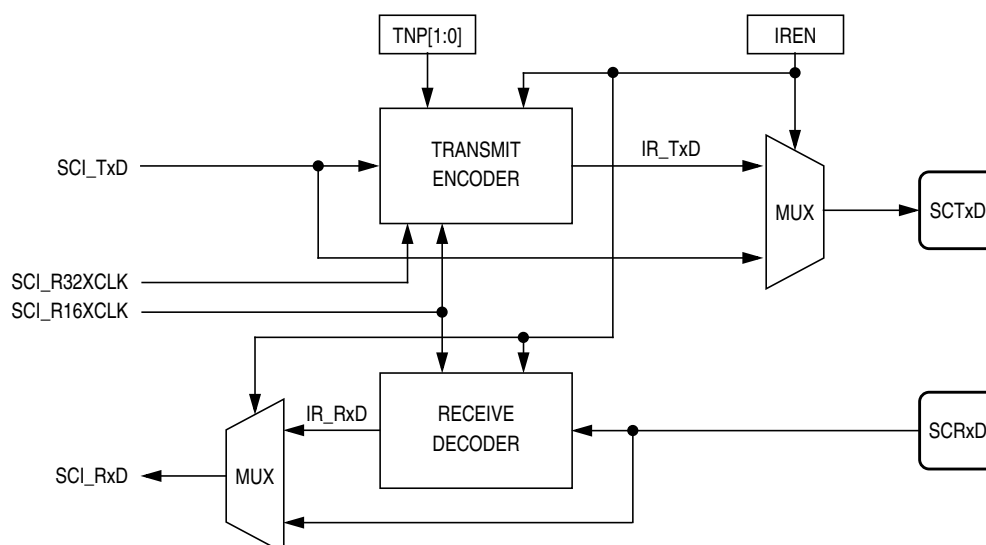 TNP[1:0]
IREN
SCI_TxD
TRANSMIT
ENCODER
IR_TxD
MUX
SCTxD
SCI_R32XCLK
SCI_R16XCLK
IR_RxD
RECEIVE
DECODER
SCRxD
SCI_RxD
MUX